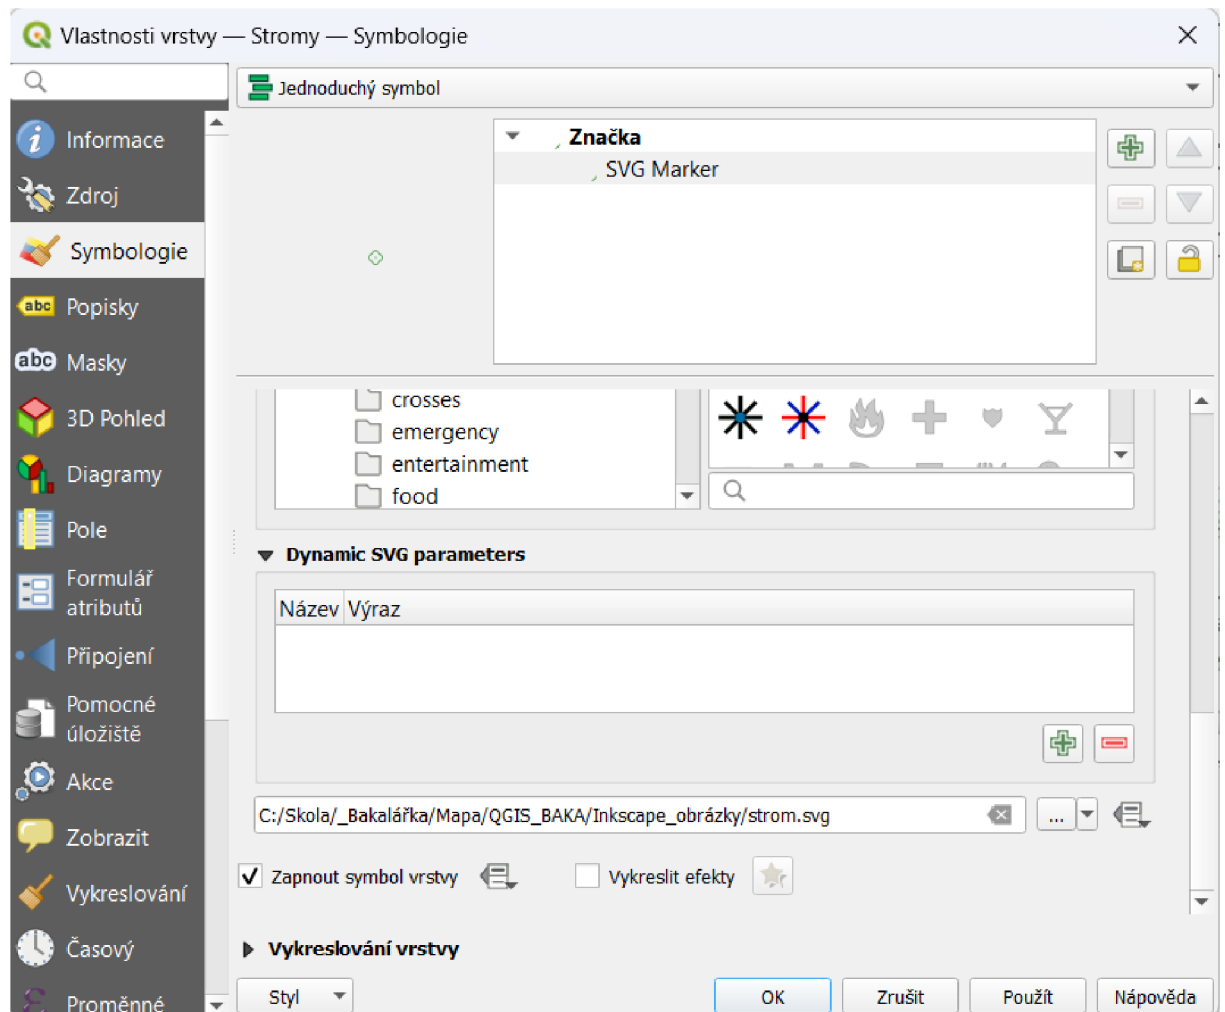 Vlastnosti vrstvy — Stromy — Symbologie
Jednoduchý symbol
Informace
Zdroj
Symbologie
abc Popisky
abc Masky
3D Pohled
Diagramy
Pole
Formulář
atributů
Připojení
Pomocné
úložiště
Akce
Zobrazit
Vykreslování
Časový
Proměnné
Značka
SVG Marker
crosses
emergency
entertainment
food
Dynamic SVG parameters
Název Výraz
C:/Skola/_Bakalářka/Mapa/QGIS_BAKA/Inkscape_obrázky/strom.svg
...
Zapnout symbol vrstvy
Vykreslit efekty
Vykreslování vrstvy
Styl
OK
Zrušit
Použít
Nápověda